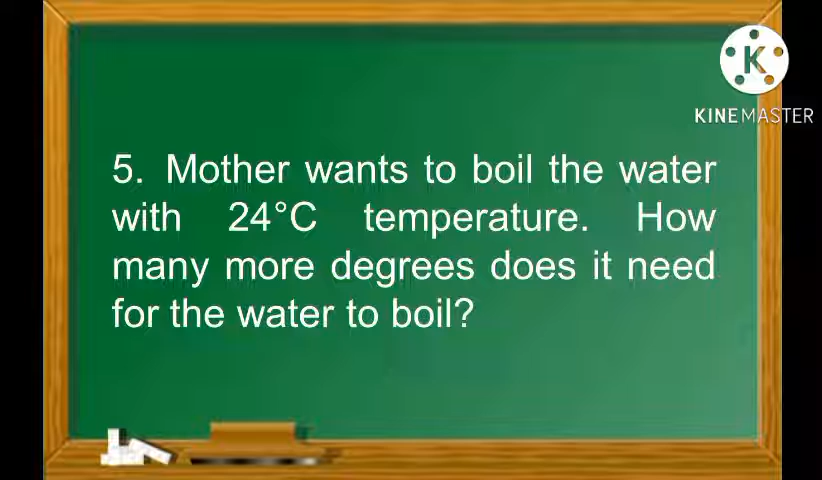 K
KINEMASTER
5. Mother wants to boil the water
with 24°C temperature. How
many more degrees does it need
for the water to boil?